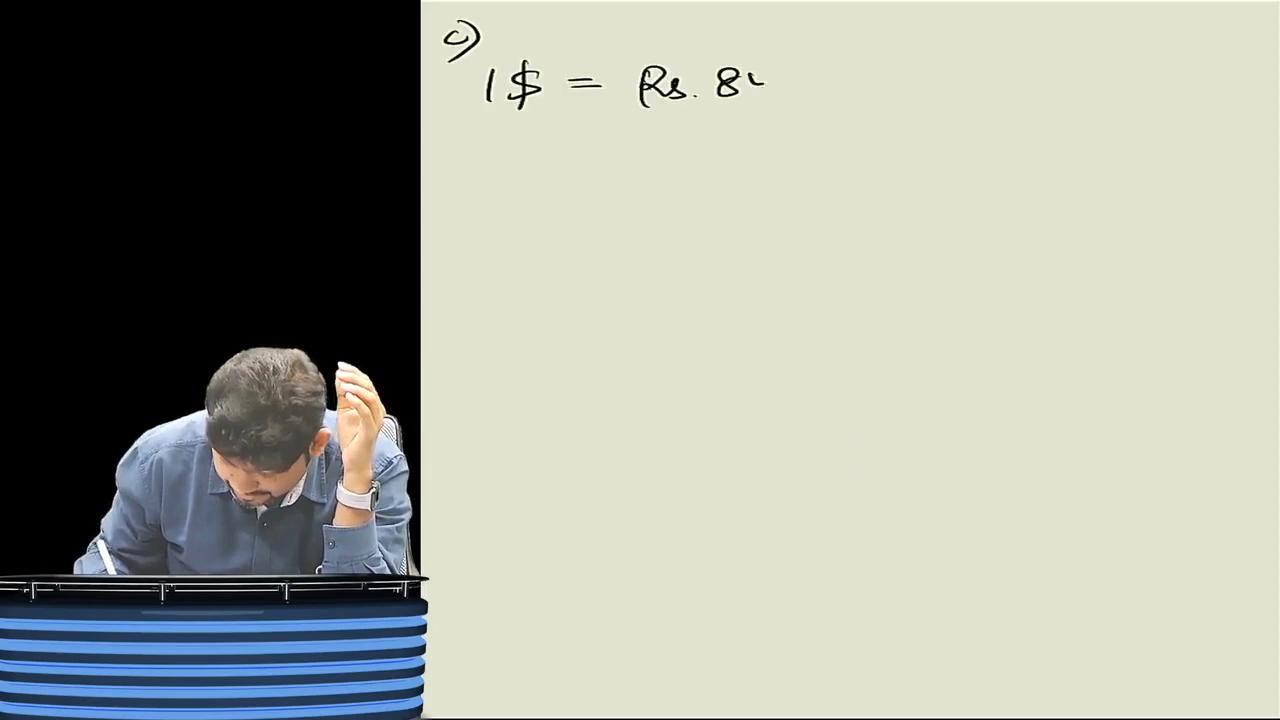 c)
1$ = Rs. 8